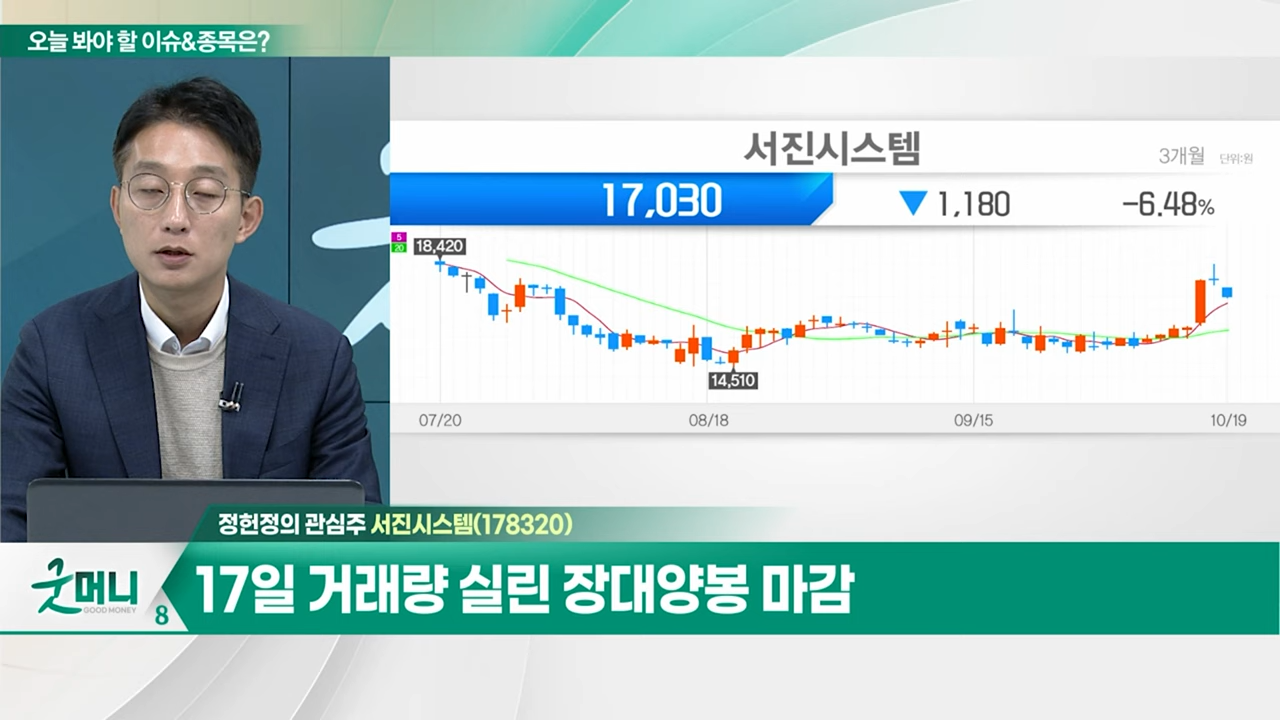 오늘 봐야 할 이슈&종목은?
서진시스템
3개월 단위:원
17,030 ▼ 1,180 -6.48%
5
20
18,420
14,510
07/20 08/18 09/15 10/19
정헌정의 관심주 서진시스템(178320)
17일 거래량 실린 장대양봉 마감
굿머니
GOOD MONEY
8